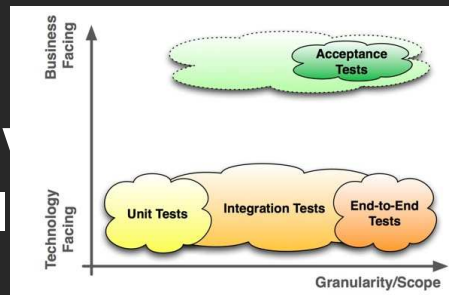 Business
Facing
Acceptance
Tests
Technology
Facing
Unit Tests
Integration Tests
End-to-End
Tests
Granularity/Scope